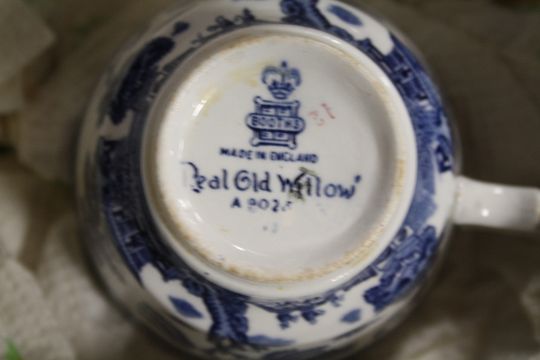 BOOTHS
MADE IN ENGLAND
Real Old Willow